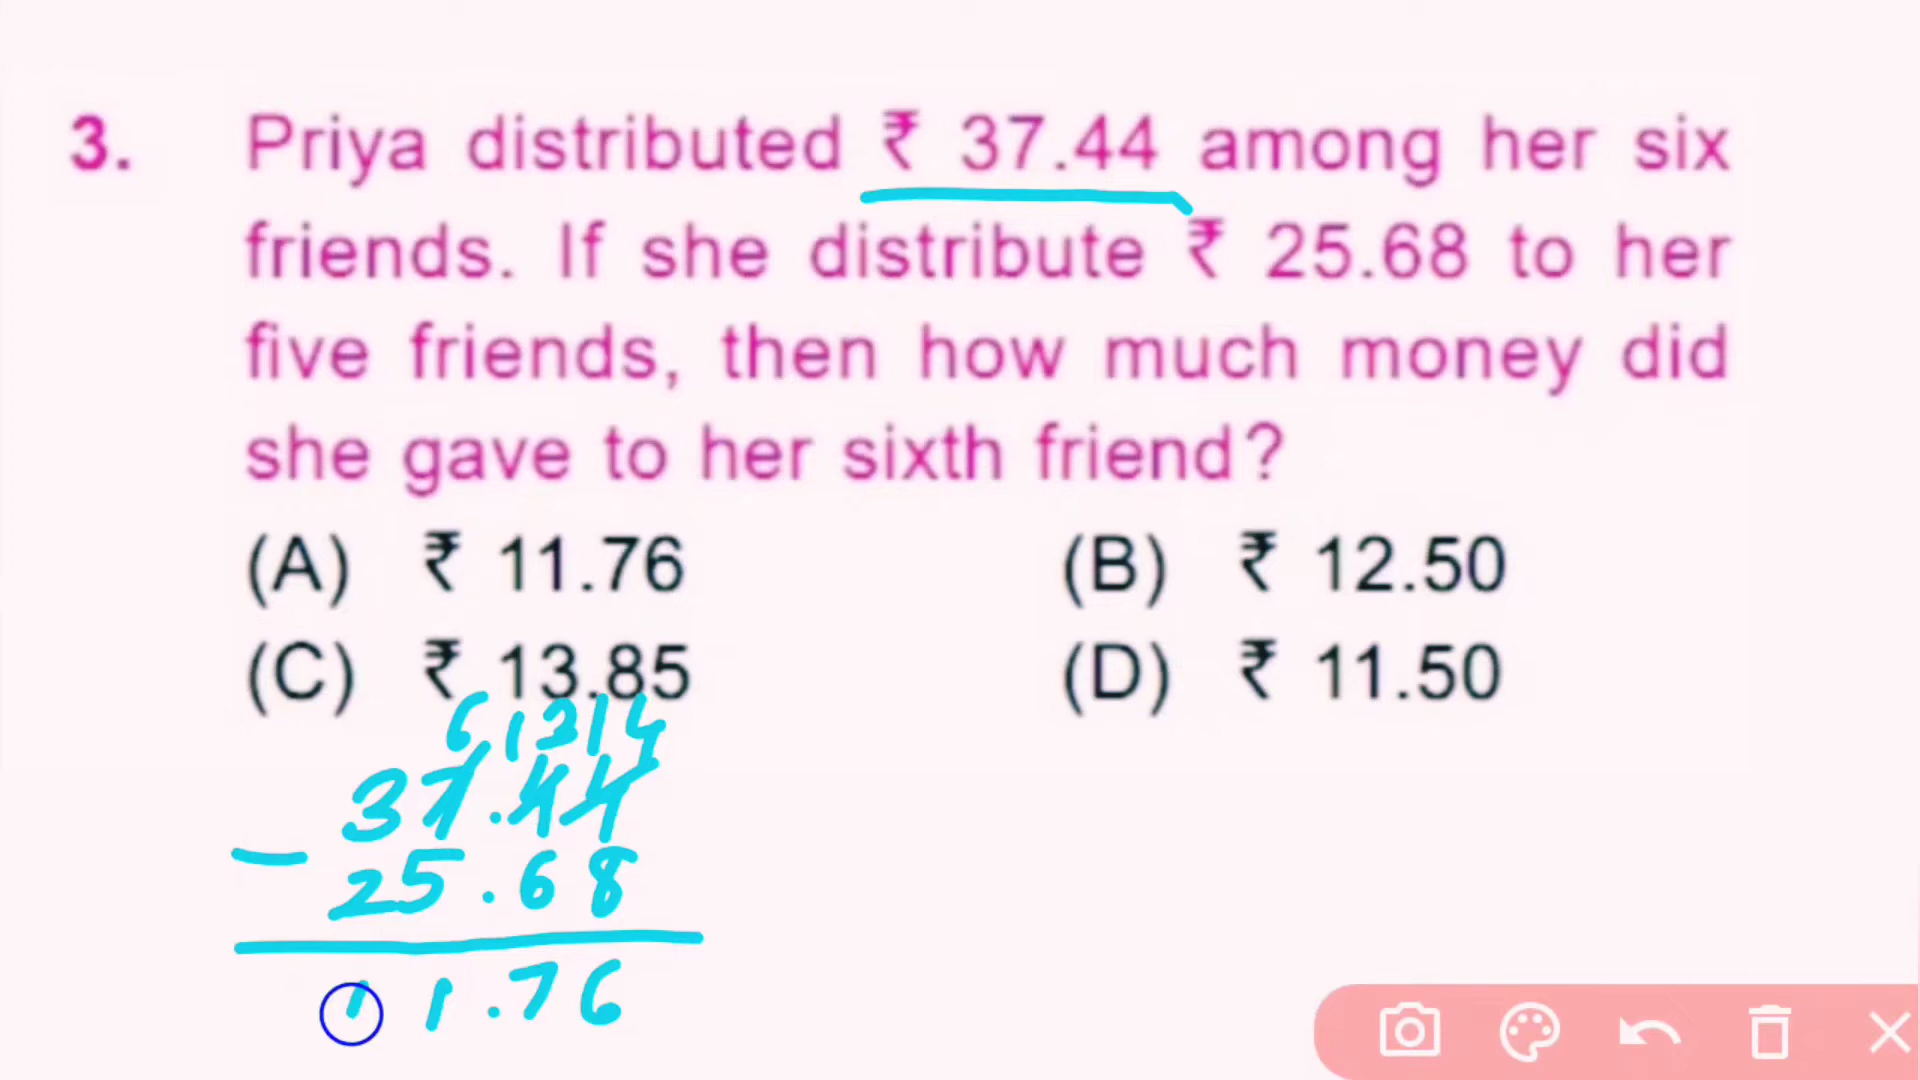 3. Priya distributed ₹ 37.44 among her six
friends. If she distribute ₹ 25.68 to her
five friends, then how much money did
she gave to her sixth friend?
(A) ₹ 11.76 (B) ₹ 12.50
(C) ₹ 13.85 (D) ₹ 11.50
6 13 14
37.44
- 25.68
11.76